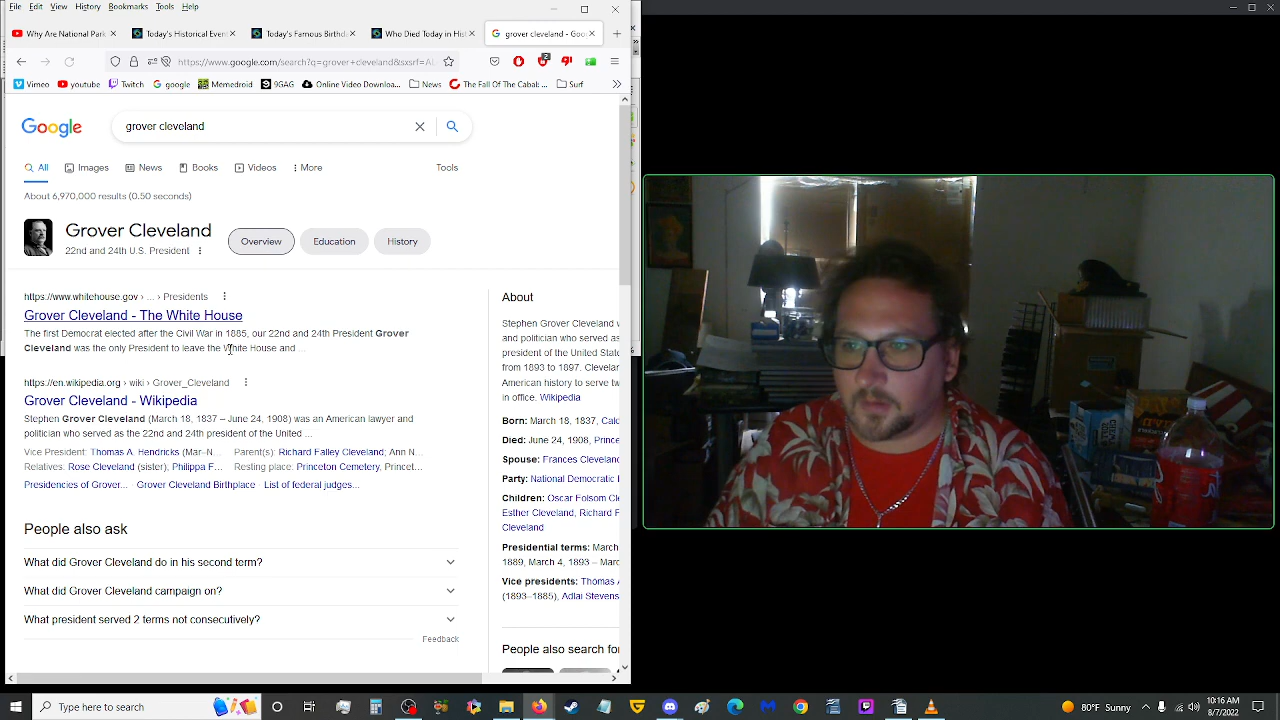 File Edit View History Bookmarks Tools Help
Why Are National Par
Today's Historical Even
Today's Famous Birthd
Who Died Today in His
grover cleveland - Goo
https://www.google.com/search?q=grover+cleveland&sxsrf=AL
Vimeo
youtube
Twitch
google
Memedroid
9GAG
Online Video Downloa...
News
The Fall Of The Cabal ...
Surf
Google
grover cleveland
All
Images
News
Books
Videos
More
Tools
About 6,970,000 results (0.50 seconds)
Grover Cleveland
22nd and 24th U.S. President
Overview
Education
History
https://www.whitehouse.gov › ... › Presidents
Grover Cleveland - The White House
The first Democrat elected after the Civil War in 1885, our 22nd and 24th President Grover
Cleveland was the only President to leave the White House and ...
https://en.wikipedia.org › wiki › Grover_Cleveland
Grover Cleveland - Wikipedia
Stephen Grover Cleveland (March 18, 1837 – June 24, 1908) was an American lawyer and
politician who served as the 22nd and 24th president of the United ...
Vice President: Thomas A. Hendricks (Mar–N... Parent(s): Richard Falley Cleveland; Ann N...
Relatives: Rose Cleveland (sister), Philippa F... Resting place: Princeton Cemetery, Princet...
Presidencies of Grover... · Grover Cleveland Birthplace · List of federal judges...
People also ask
What did Grover Cleveland do in his second term?
What did Grover Cleveland campaign on?
What president served 2 terms not consecutively?
Feedback
About
Stephen Grover Cleveland w
and politician who served as
president of the United Stat
from 1893 to 1897. Clevelan
American history to serve tw
in office. Wikipedia
Born: March 18, 1837, Cald
Died: June 24, 1908, Prince
Spouse: Frances Cleveland
Party: National Democratic
Children: Oscar Folsom Cle
Esther Cleveland, Richard F
Cleveland
Presidential terms: March
1889, March 4, 1893 – Marc
Vice presidents: Thomas A
(1893–1885), Adlai Stevens
People also search for
Type here to search
80°F Sunny
10:16 AM
8/7/2022